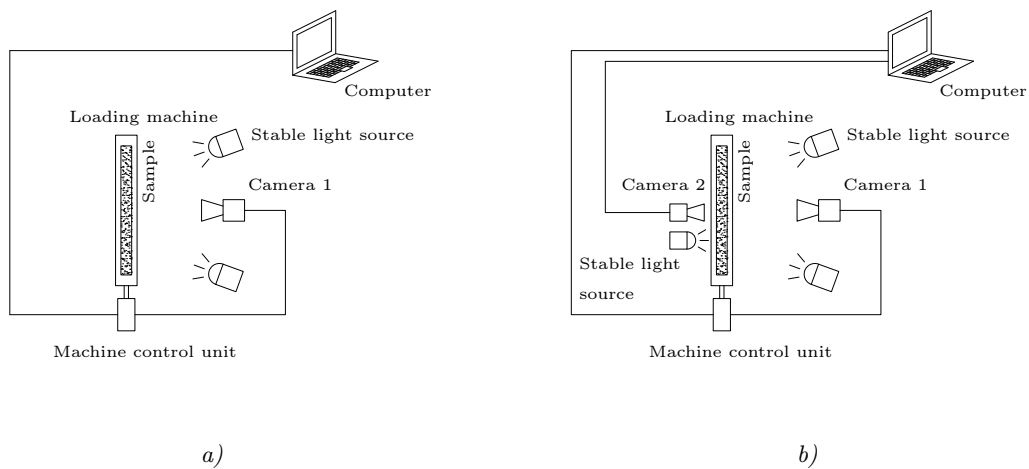 Computer
Loading machine
Stable light source
Sample
Camera 1
Machine control unit
a)
Computer
Loading machine
Stable light source
Sample
Camera 2
Camera 1
Stable light
source
Machine control unit
b)